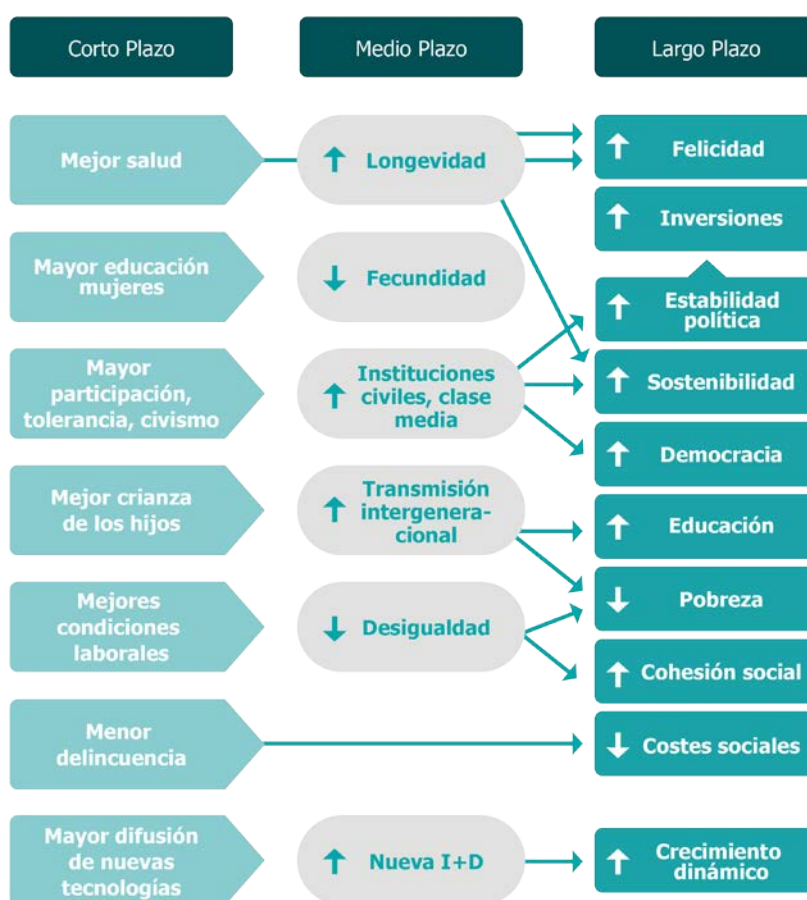 Corto Plazo
Medio Plazo
Largo Plazo
Mejor salud
↑ Longevidad
↑ Felicidad
↑ Inversiones
Mayor educación
mujeres
↓ Fecundidad
↑ Estabilidad
política
Mayor
participación,
tolerancia, civismo
↑ Instituciones
civiles, clase
media
↑ Sostenibilidad
↑ Democracia
Mejor crianza
de los hijos
↑ Transmisión
intergenera-
cional
↑ Educación
↓ Pobreza
Mejores
condiciones
laborales
↓ Desigualdad
↑ Cohesión social
Menor
delincuencia
↓ Costes sociales
Mayor difusión
de nuevas
tecnologías
↑ Nueva I+D
↑ Crecimiento
dinámico